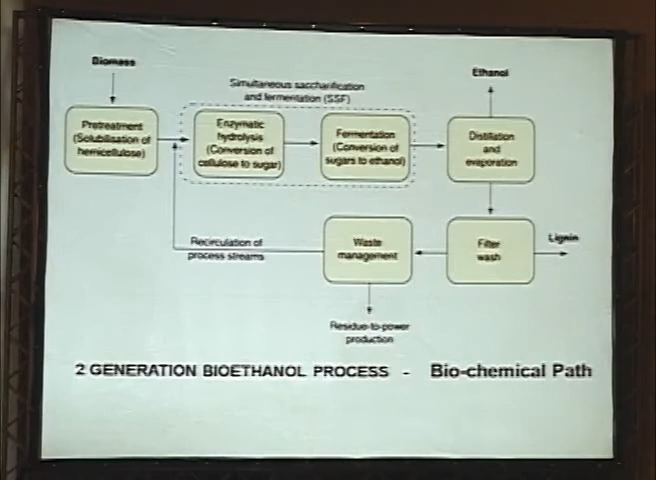 Biomass
Simultaneous saccharification
and fermentation (SSF)
Ethanol
Pretreatment
(Solubilisation of
hemicellulose)
Enzymatic
hydrolysis
(Conversion of
cellulose to sugar)
Fermentation
(Conversion of
sugars to ethanol)
Distillation
and
evaporation
Recirculation of
process streams
Waste
management
Filter
wash
Lignin
Residue-to-power
production
2 GENERATION BIOETHANOL PROCESS - Bio-chemical Path